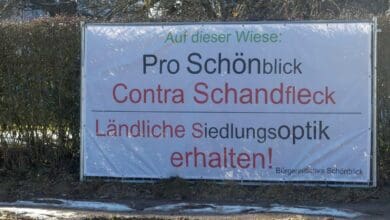 Auf dieser Wiese:
Pro Schönblick
Contra Schandfleck
Ländliche Siedlungsoptik
erhalten!
Bürgerinitiative Schönblick